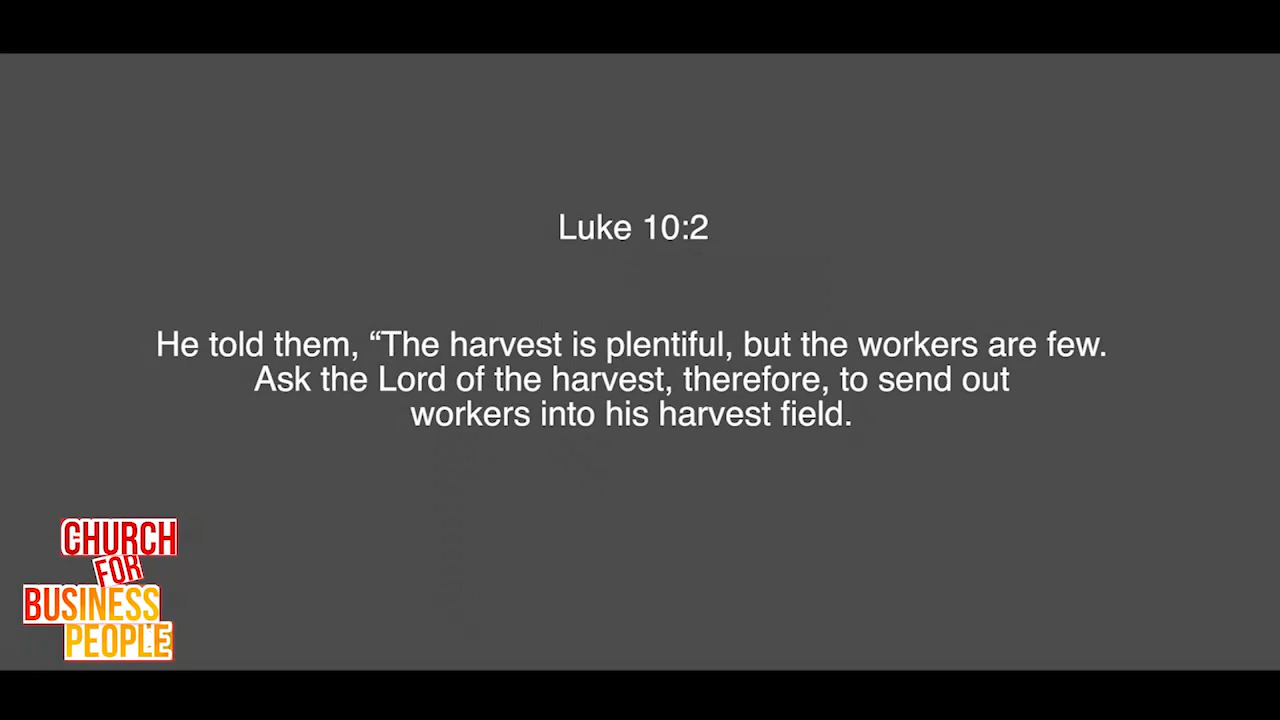 Luke 10:2
He told them, “The harvest is plentiful, but the workers are few.
Ask the Lord of the harvest, therefore, to send out
workers into his harvest field.
CHURCH
FOR
BUSINESS
PEOPLE